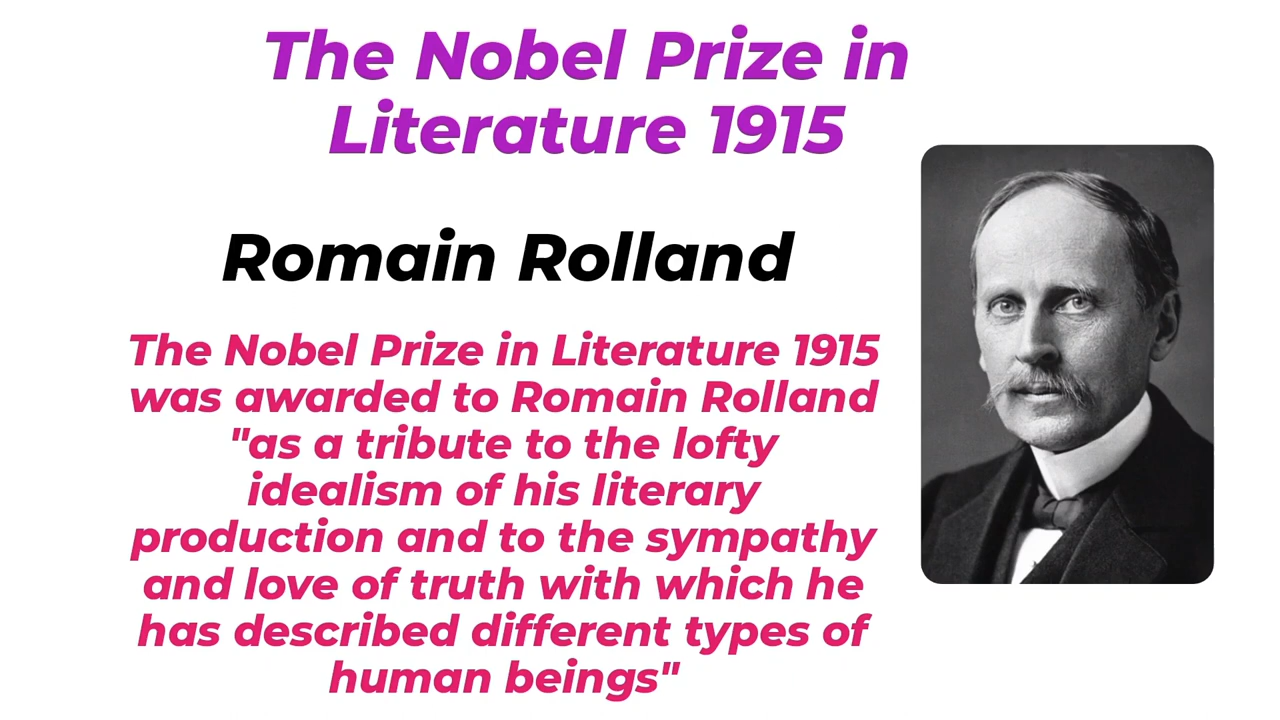 The Nobel Prize in
Literature 1915
Romain Rolland
The Nobel Prize in Literature 1915
was awarded to Romain Rolland
"as a tribute to the lofty
idealism of his literary
production and to the sympathy
and love of truth with which he
has described different types of
human beings"